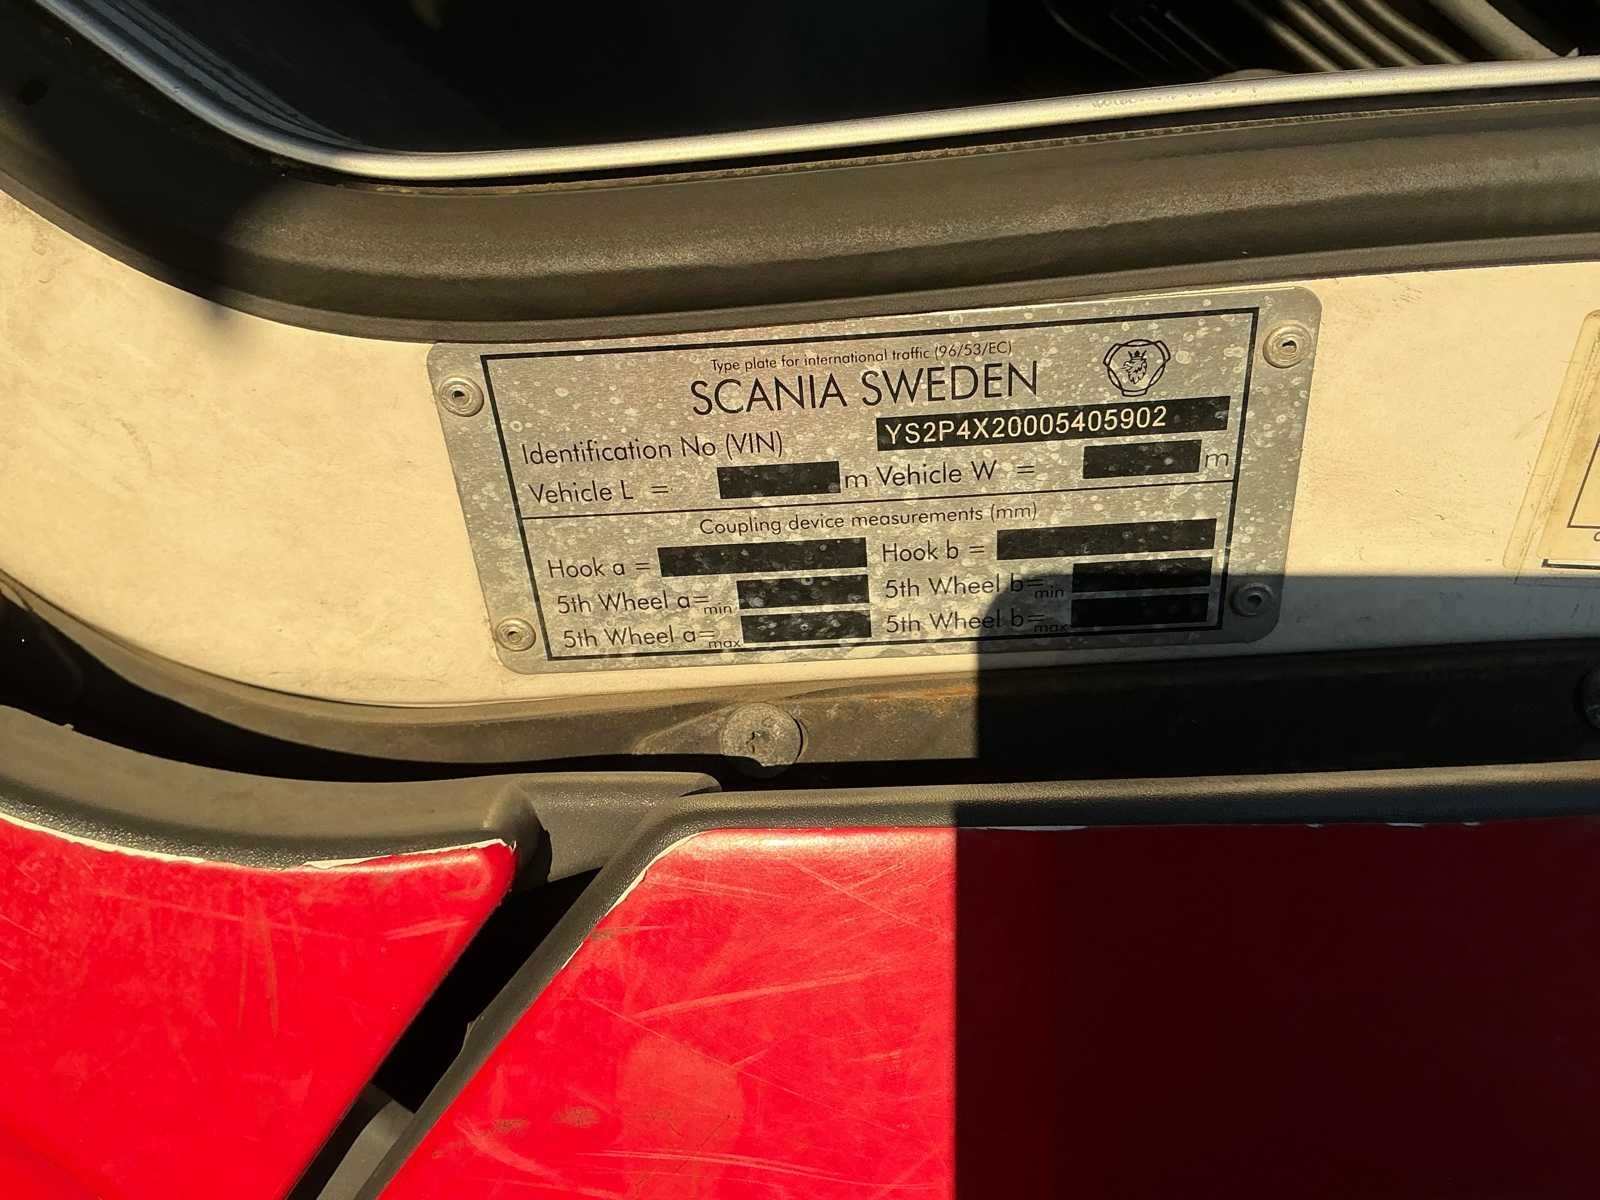 Type plate for international traffic (96/53/EC)
SCANIA SWEDEN
Identification No (VIN) YS2P4X20005405902
Vehicle L = m Vehicle W = m
Coupling device measurements (mm)
Hook a = Hook b =
5th Wheel a= min 5th Wheel b= min
5th Wheel a= max 5th Wheel b= max